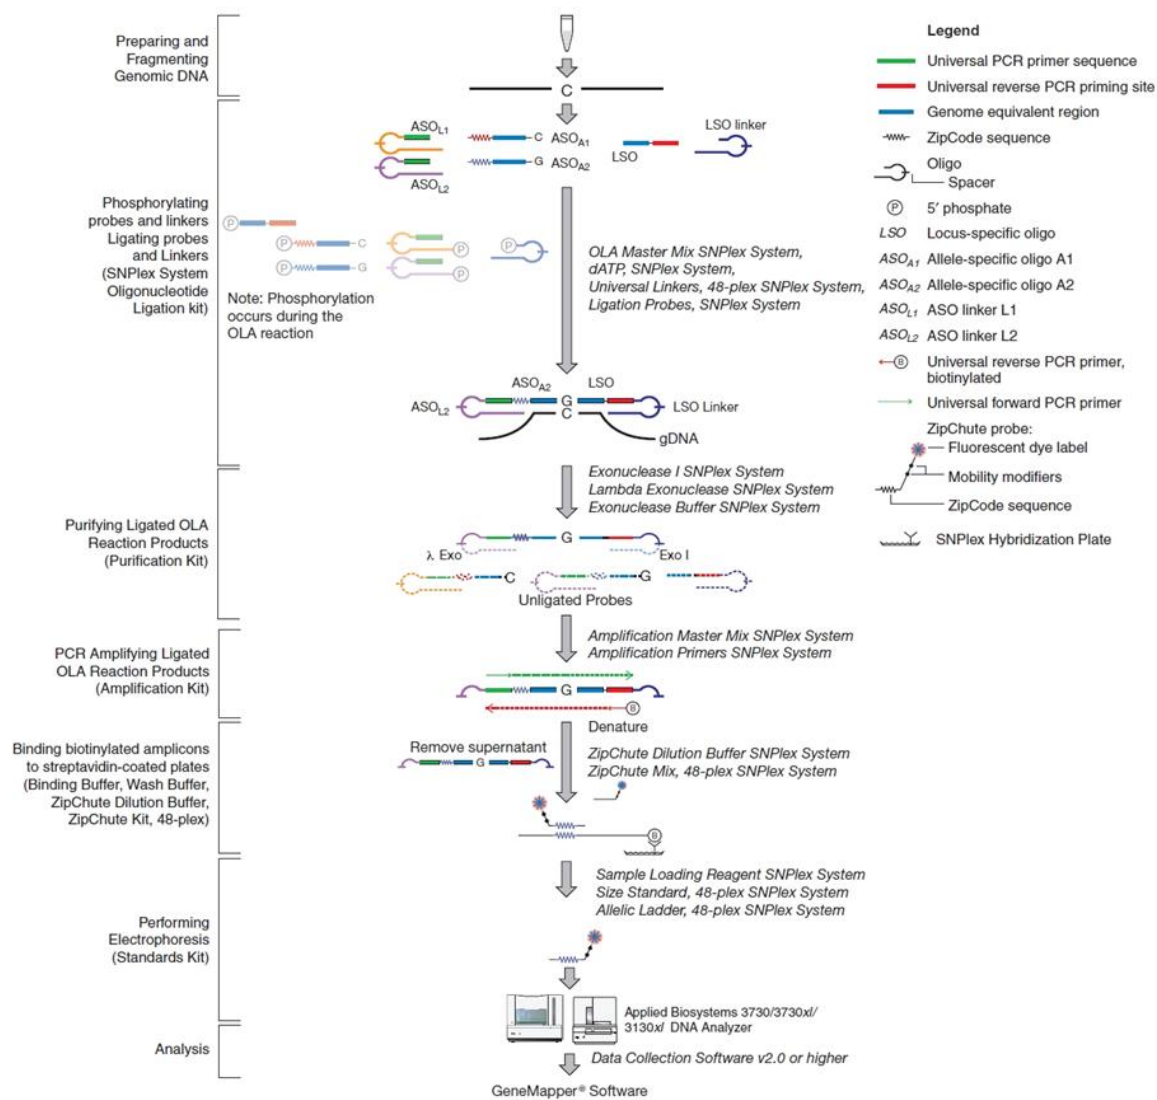 Preparing and
Fragmenting
Genomic DNA
C
Phosphorylating
probes and linkers
Ligating probes
and Linkers
(SNPlex System
Oligonucleotide
Ligation kit)
ASOL1
ASOL2
C ASOA1
G ASOA2
LSO
LSO linker
P
P C
P G
P
P
P
Note: Phosphorylation
occurs during the
OLA reaction
OLA Master Mix SNPlex System,
dATP, SNPlex System,
Universal Linkers, 48-plex SNPlex System,
Ligation Probes, SNPlex System
ASOA2 LSO
ASOL2 G LSO Linker
C
gDNA
Purifying Ligated OLA
Reaction Products
(Purification Kit)
Exonuclease I SNPlex System
Lambda Exonuclease SNPlex System
Exonuclease Buffer SNPlex System
G
λ Exo Exo I
C G
Unligated Probes
PCR Amplifying Ligated
OLA Reaction Products
(Amplification Kit)
Amplification Master Mix SNPlex System
Amplification Primers SNPlex System
G
B
Denature
Binding biotinylated amplicons
to streptavidin-coated plates
(Binding Buffer, Wash Buffer,
ZipChute Dilution Buffer,
ZipChute Kit, 48-plex)
Remove supernatant
G
ZipChute Dilution Buffer SNPlex System
ZipChute Mix, 48-plex SNPlex System
B
Performing
Electrophoresis
(Standards Kit)
Sample Loading Reagent SNPlex System
Size Standard, 48-plex SNPlex System
Allelic Ladder, 48-plex SNPlex System
Applied Biosystems 3730/3730xl/
3130xl DNA Analyzer
Analysis
Data Collection Software v2.0 or higher
GeneMapper® Software
Legend
Universal PCR primer sequence
Universal reverse PCR priming site
Genome equivalent region
ZipCode sequence
Oligo
Spacer
P 5′ phosphate
LSO Locus-specific oligo
ASOA1 Allele-specific oligo A1
ASOA2 Allele-specific oligo A2
ASOL1 ASO linker L1
ASOL2 ASO linker L2
B Universal reverse PCR primer,
biotinylated
Universal forward PCR primer
ZipChute probe:
Fluorescent dye label
Mobility modifiers
ZipCode sequence
SNPlex Hybridization Plate